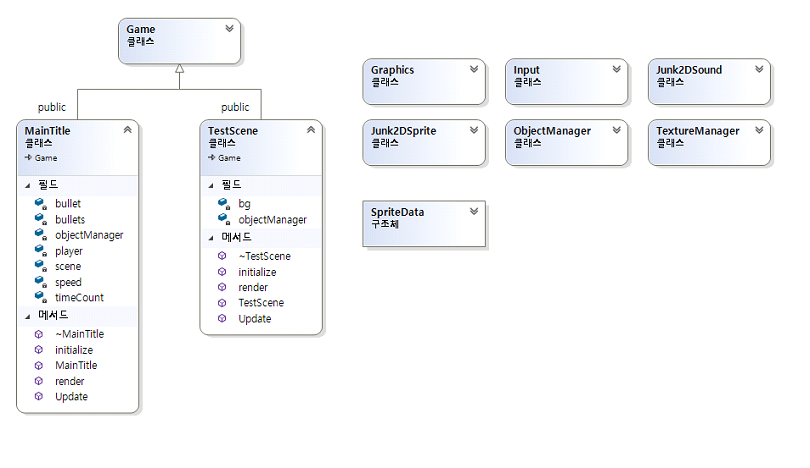 Game
클래스
public
public
MainTitle
클래스
Game
필드
bullet
bullets
objectManager
player
scene
speed
timeCount
메서드
~MainTitle
initialize
MainTitle
render
Update
TestScene
클래스
Game
필드
bg
objectManager
메서드
~TestScene
initialize
render
TestScene
Update
Graphics
클래스
Input
클래스
Junk2DSound
클래스
Junk2DSprite
클래스
ObjectManager
클래스
TextureManager
클래스
SpriteData
구조체